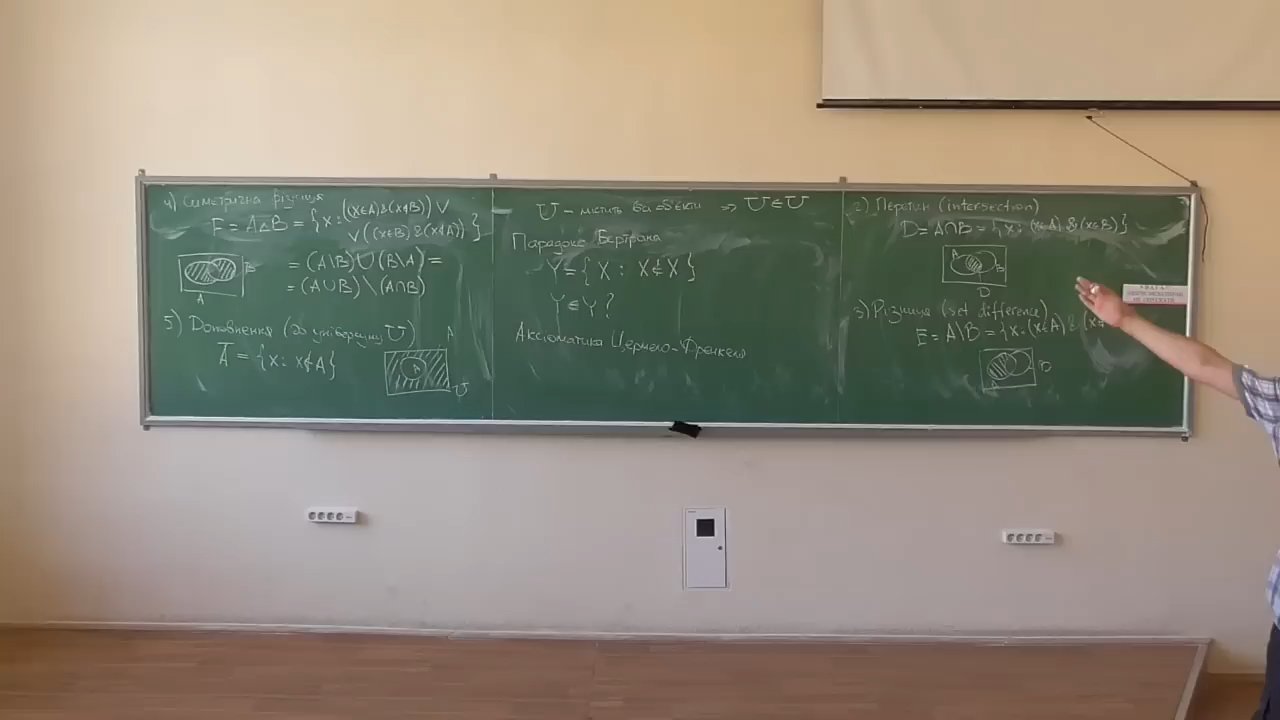 4) Симетрична різниця
F = A△B = {x: ((x∈A)&(x∉B)) ∨
∨ ((x∈B)&(x∉A)) }
B
A
= (A\B)∪(B\A) =
= (A∪B) \ (A∩B)
5) Доповнення (до універсуму U)
A
Ā = {x: x∉A}
A
U
U – містить всі об'єкти ⇒ U∈U
Парадокс Бертрана
Y = {X : X∉X}
Y∈Y ?
Аксіоматика Цермело-Френкеля
2) Перетин (intersection)
D = A∩B = {x: (x∈A)&(x∈B)}
A
B
D
3) Різниця (set difference)
E = A\B = {x: (x∈A) & (x∉
A
B
УВАГА!